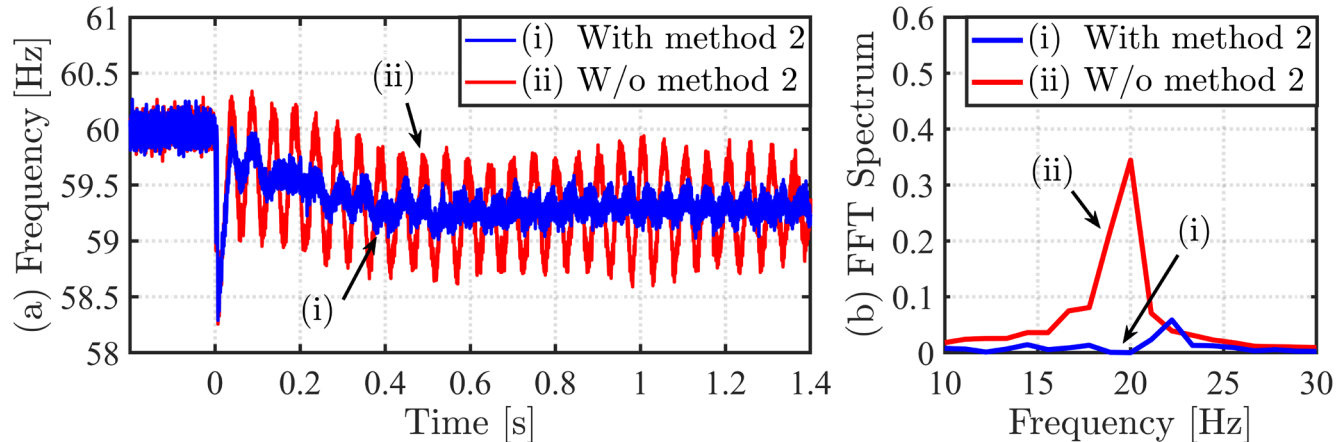 (a) Frequency [Hz]
61
60.5
60
59.5
59
58.5
58
(i) With method 2
(ii) W/o method 2
(ii)
(i)
0 0.2 0.4 0.6 0.8 1 1.2 1.4
Time [s]
(b) FFT Spectrum
0.6
0.5
0.4
0.3
0.2
0.1
0
(i) With method 2
(ii) W/o method 2
(ii)
(i)
10 15 20 25 30
Frequency [Hz]